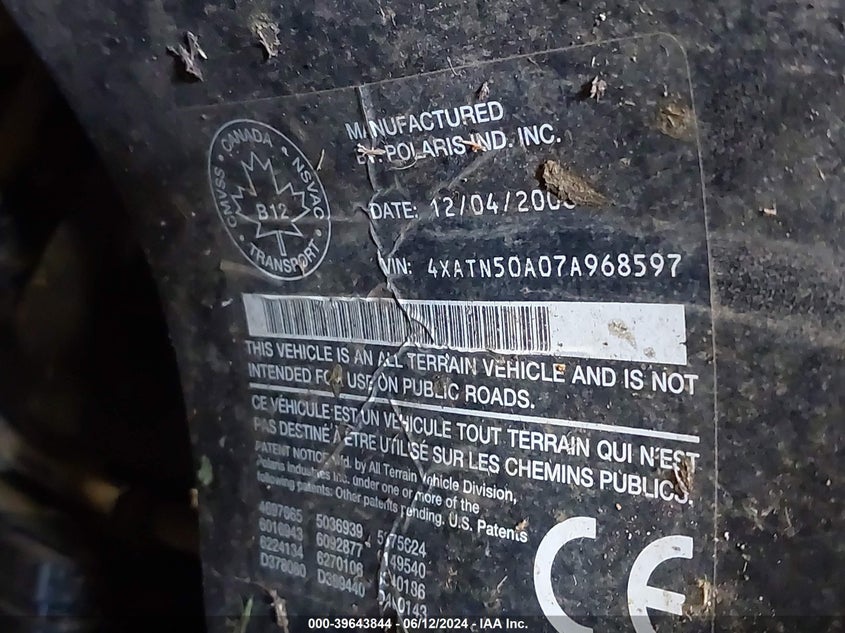 MANUFACTURED
BY POLARIS IND. INC.
CMVSS · CANADA · NSVAC
B12
· TRANSPORT ·
DATE: 12/04/200
VIN: 4XATN50A07A968597
THIS VEHICLE IS AN ALL TERRAIN VEHICLE AND IS NOT
INTENDED FOR USE ON PUBLIC ROADS.
CE VÉHICULE EST UN VÉHICULE TOUT TERRAIN QUI N'EST
PAS DESTINÉ À ÊTRE UTILISÉ SUR LES CHEMINS PUBLICS.
PATENT NOTICE Mfd. by All Terrain Vehicle Division,
Polaris Industries Inc. under one or more of the
following patents: Other patents pending. U.S. Patents
5036939
6092877
6224134 6270106
CE
000-39643844 - 06/12/2024 - IAA Inc.